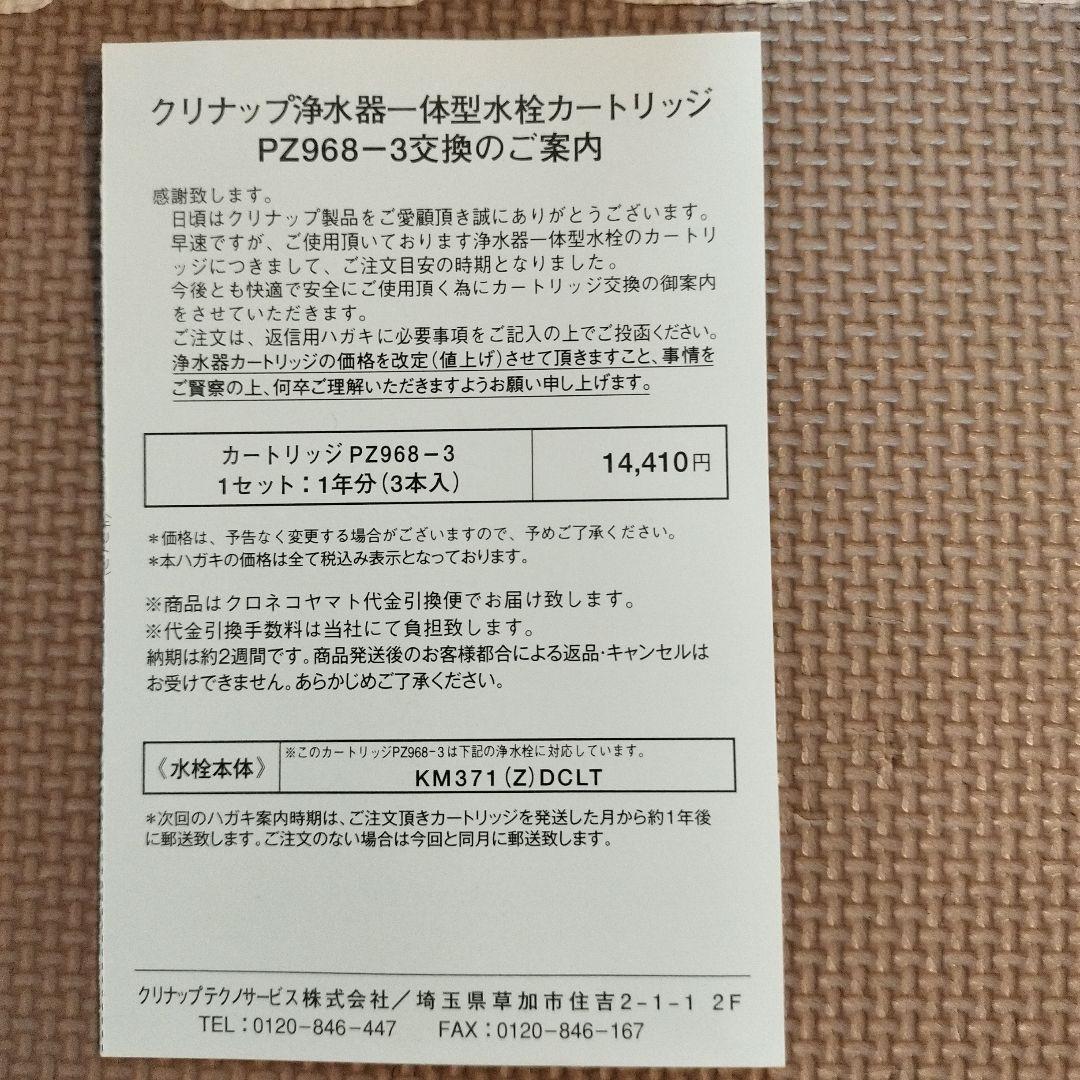 クリナップ浄水器一体型水栓カートリッジ
PZ968−3交換のご案内
感謝致します。
日頃はクリナップ製品をご愛顧頂き誠にありがとうございます。
早速ですが、ご使用頂いております浄水器一体型水栓のカートリ
ッジにつきまして、ご注文目安の時期となりました。
今後とも快適で安全にご使用頂く為にカートリッジ交換の御案内
をさせていただきます。
ご注文は、返信用ハガキに必要事項をご記入の上でご投函ください。
浄水器カートリッジの価格を改定(値上げ)させて頂きますこと、事情を
ご賢察の上、何卒ご理解いただきますようお願い申し上げます。
カートリッジPZ968−3
1セット：1年分(3本入)
14,410円
＊価格は、予告なく変更する場合がございますので、予めご了承ください。
＊本ハガキの価格は全て税込み表示となっております。
※商品はクロネコヤマト代金引換便でお届け致します。
※代金引換手数料は当社にて負担致します。
納期は約2週間です。商品発送後のお客様都合による返品・キャンセルは
お受けできません。あらかじめご了承ください。
《水栓本体》
※このカートリッジPZ968−3は下記の浄水栓に対応しています。
KM371(Z)DCLT
＊次回のハガキ案内時期は、ご注文頂きカートリッジを発送した月から約1年後
に郵送致します。ご注文のない場合は今回と同月に郵送致します。
クリナップテクノサービス株式会社／埼玉県草加市住吉2−1−1 2F
TEL：0120−846−447 FAX：0120−846−167